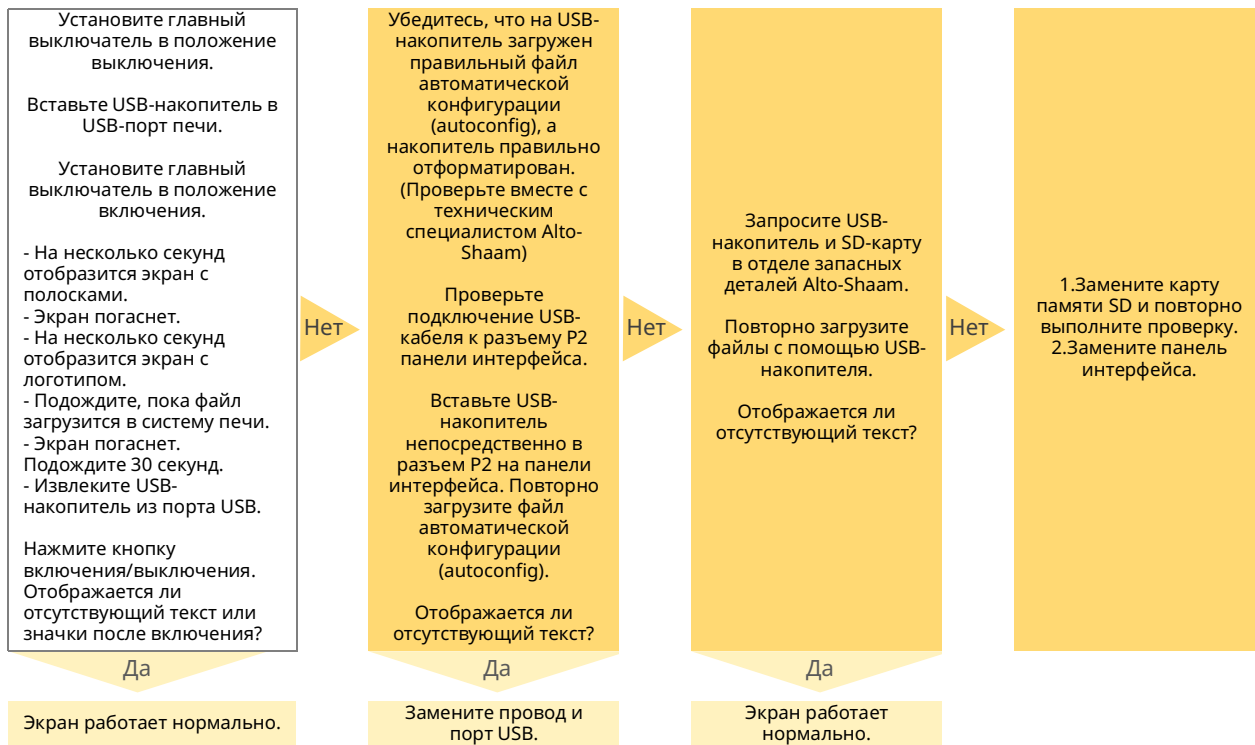 Установите главный
выключатель в положение
выключения.
Вставьте USB-накопитель в
USB-порт печи.
Установите главный
выключатель в положение
включения.
- На несколько секунд
отобразится экран с
полосками.
- Экран погаснет.
- На несколько секунд
отобразится экран с
логотипом.
- Подождите, пока файл
загрузится в систему печи.
- Экран погаснет.
Подождите 30 секунд.
- Извлеките USB-
накопитель из порта USB.
Нажмите кнопку
включения/выключения.
Отображается ли
отсутствующий текст или
значки после включения?
Да
Экран работает нормально.
Нет
Убедитесь, что на USB-
накопитель загружен
правильный файл
автоматической
конфигурации
(autoconfig), а
накопитель правильно
отформатирован.
(Проверьте вместе с
техническим
специалистом Alto-
Shaam)
Проверьте
подключение USB-
кабеля к разъему P2
панели интерфейса.
Вставьте USB-
накопитель
непосредственно в
разъем P2 на панели
интерфейса. Повторно
загрузите файл
автоматической
конфигурации
(autoconfig).
Отображается ли
отсутствующий текст?
Да
Замените провод и
порт USB.
Нет
Запросите USB-
накопитель и SD-карту
в отделе запасных
деталей Alto-Shaam.
Повторно загрузите
файлы с помощью USB-
накопителя.
Отображается ли
отсутствующий текст?
Да
Экран работает
нормально.
Нет
1.Замените карту
памяти SD и повторно
выполните проверку.
2.Замените панель
интерфейса.